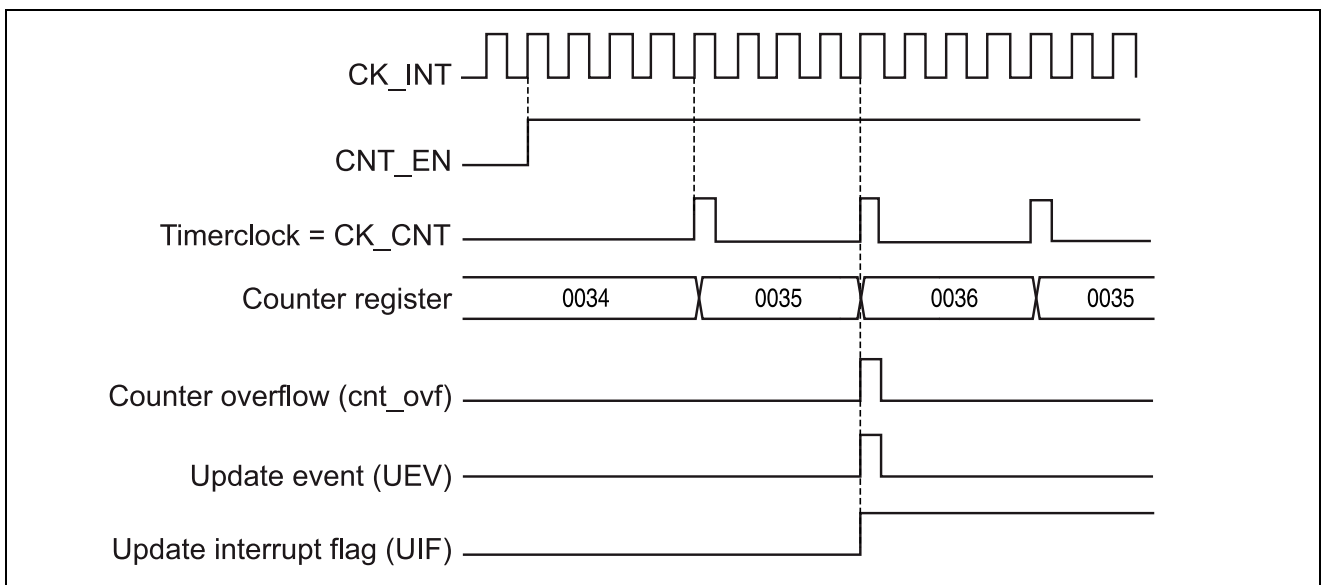 CK_INT
CNT_EN
Timerclock = CK_CNT
Counter register 0034 0035 0036 0035
Counter overflow (cnt_ovf)
Update event (UEV)
Update interrupt flag (UIF)